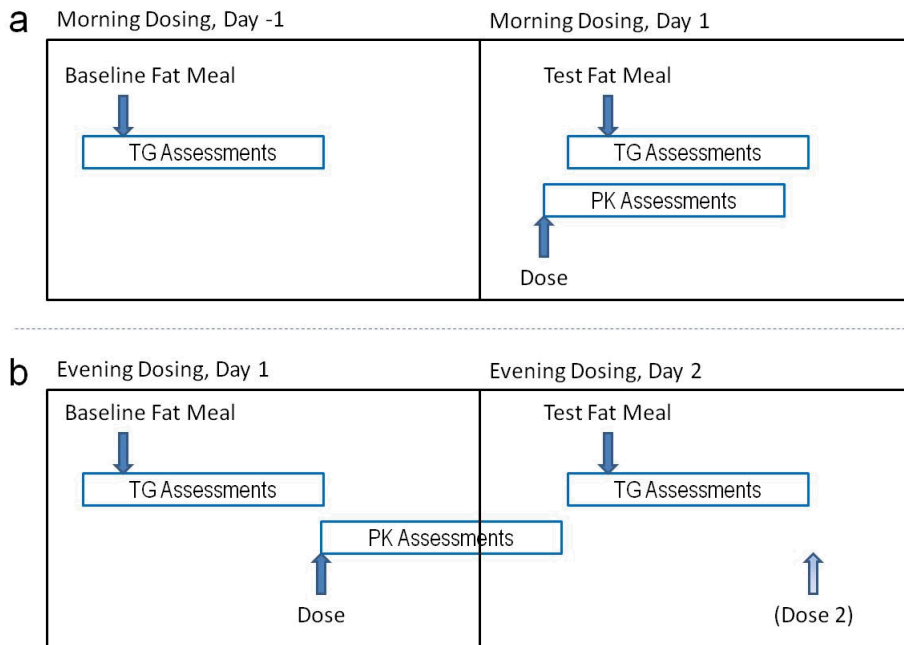 a
Morning Dosing, Day -1
Morning Dosing, Day 1
Baseline Fat Meal
Test Fat Meal
TG Assessments
TG Assessments
PK Assessments
Dose
b
Evening Dosing, Day 1
Evening Dosing, Day 2
Baseline Fat Meal
Test Fat Meal
TG Assessments
TG Assessments
PK Assessments
Dose
(Dose 2)